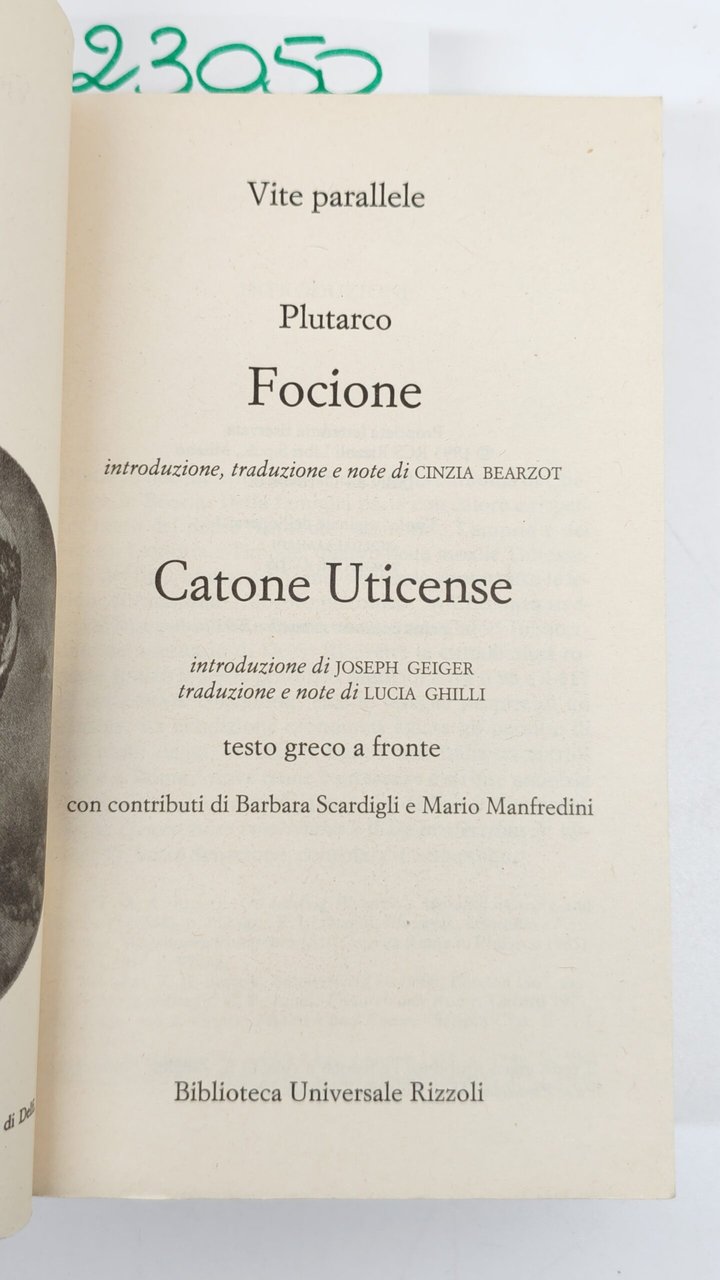 23050
Vite parallele
Plutarco
Focione
introduzione, traduzione e note di CINZIA BEARZOT
Catone Uticense
introduzione di JOSEPH GEIGER
traduzione e note di LUCIA GHILLI
testo greco a fronte
con contributi di Barbara Scardigli e Mario Manfredini
Biblioteca Universale Rizzoli
di